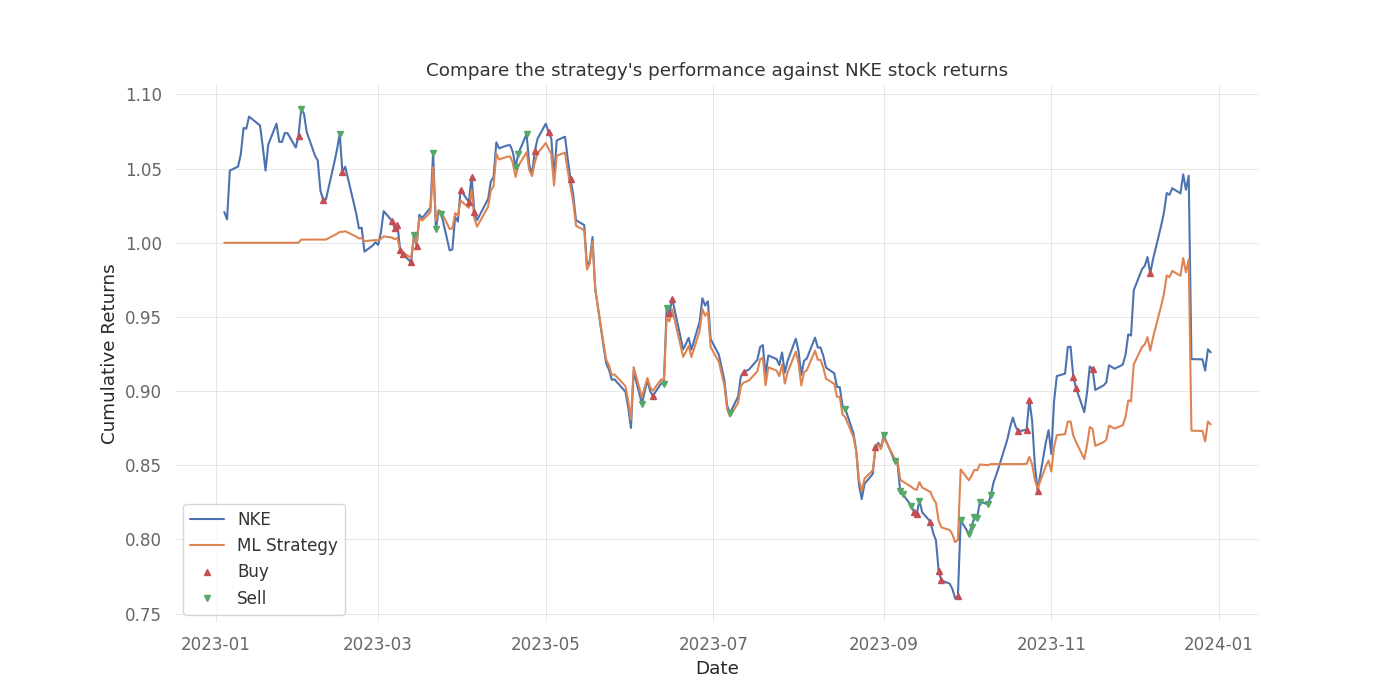 Compare the strategy's performance against NKE stock returns
Cumulative Returns
1.10
1.05
1.00
0.95
0.90
0.85
0.80
0.75
NKE
ML Strategy
Buy
Sell
2023-01 2023-03 2023-05 2023-07 2023-09 2023-11 2024-01
Date